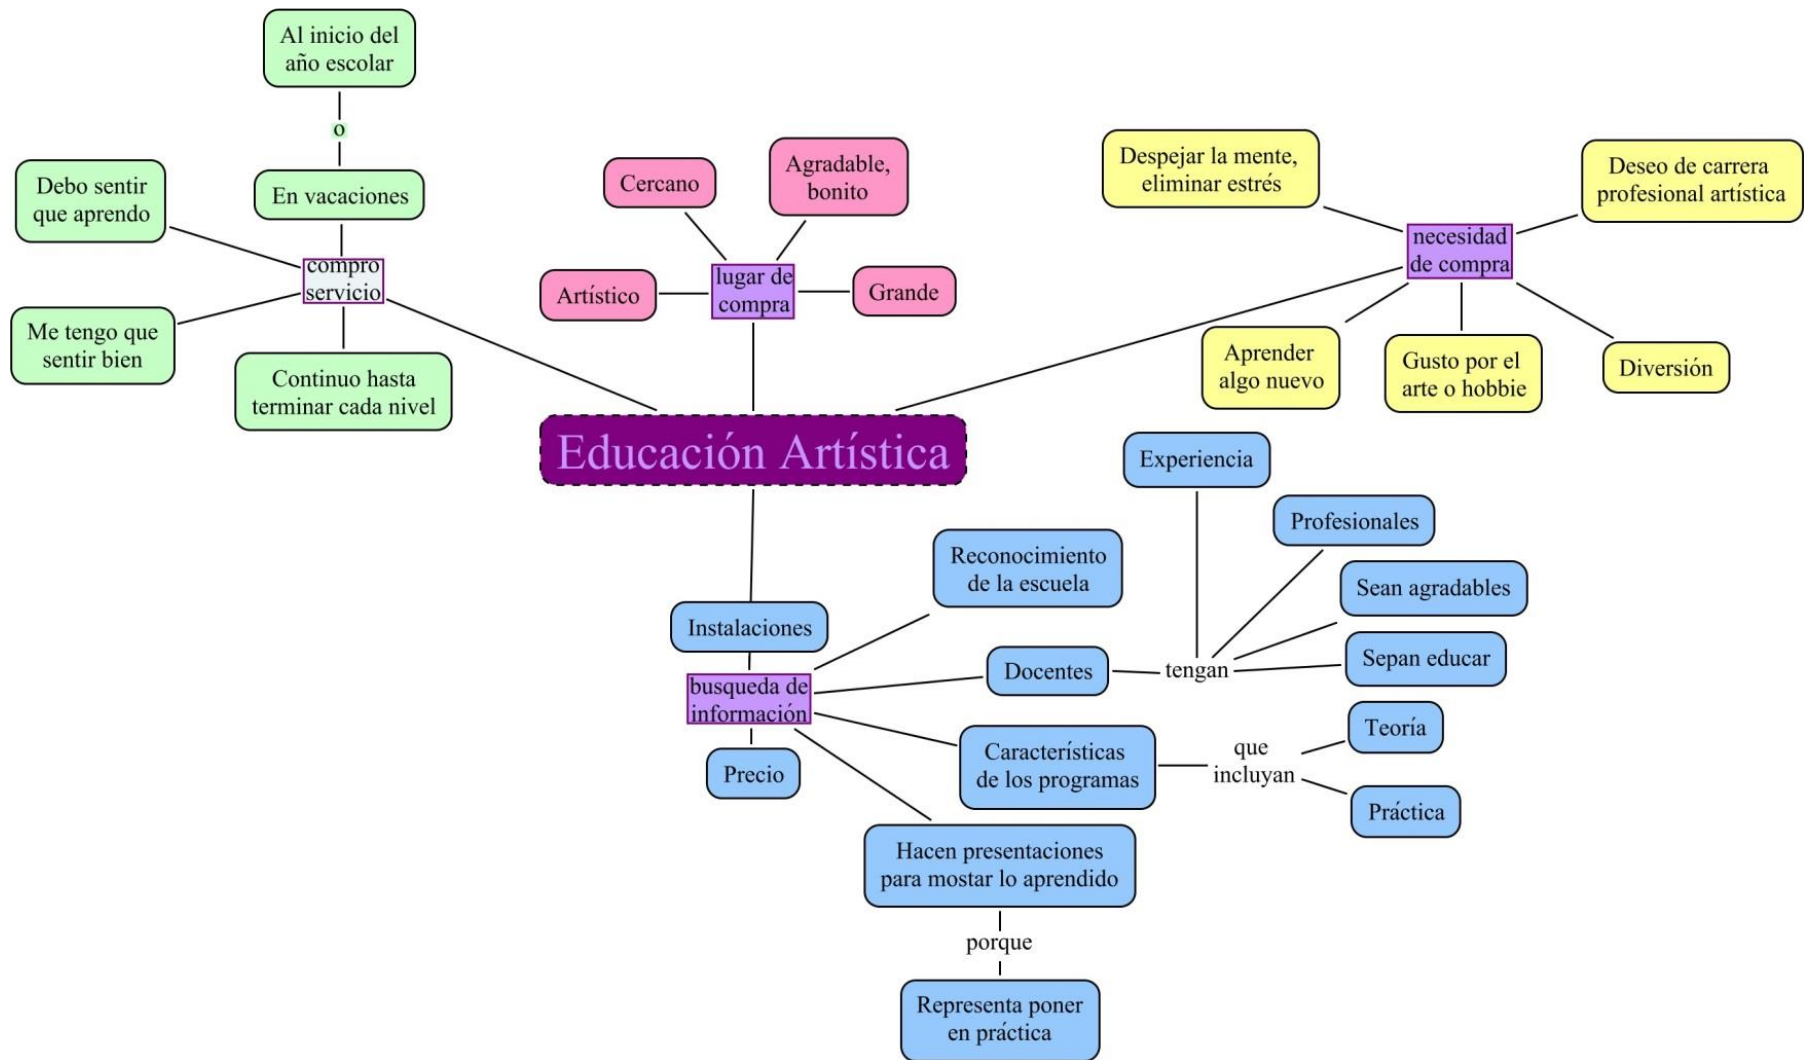 Al inicio del
año escolar
o
En vacaciones
Debo sentir
que aprendo
compro
servicio
Me tengo que
sentir bien
Continuo hasta
terminar cada nivel
Cercano
Agradable,
bonito
lugar de
compra
Artístico
Grande
Despejar la mente,
eliminar estrés
Deseo de carrera
profesional artística
necesidad
de compra
Aprender
algo nuevo
Gusto por el
arte o hobbie
Diversión
Educación Artística
Instalaciones
busqueda de
información
Precio
Reconocimiento
de la escuela
Docentes
tengan
Experiencia
Profesionales
Sean agradables
Sepan educar
Characterísticas
de los programas
que
incluyan
Teoría
Práctica
Hacen presentaciones
para mostar lo aprendido
porque
Representa poner
en práctica